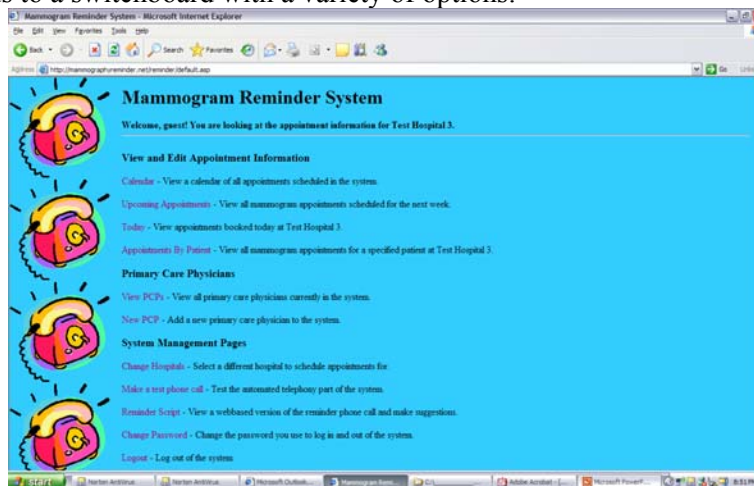 s to a switchboard with a variety of options.
Mammogram Reminder System - Microsoft Internet Explorer
File Edit View Favorites Tools Help
Back Search Favorites
Address http://mammographyreminder.net/reminder/default.asp Go Links
Mammogram Reminder System
Welcome, guest! You are looking at the appointment information for Test Hospital 3.
View and Edit Appointment Information
Calendar - View a calendar of all appointments scheduled in the system.
Upcoming Appointments - View all mammogram appointments scheduled for the next week.
Today - View appointments booked today at Test Hospital 3.
Appointments By Patient - View all mammogram appointments for a specified patient at Test Hospital 3.
Primary Care Physicians
View PCPs - View all primary care physicians currently in the system.
New PCP - Add a new primary care physician to the system.
System Management Pages
Change Hospitals - Select a different hospital to schedule appointments for
Make a test phone call - Test the automated telephony part of the system.
Reminder Script - View a webbased version of the reminder phone call and make suggestions.
Change Password - Change the password you use to log in and out of the system.
Logout - Log out of the system
start Norton AntiVirus Norton AntiVirus Microsoft Outlook... Mammogram Rem... C:\ Adobe Acrobat - [... Microsoft PowerP... 8:51 PM